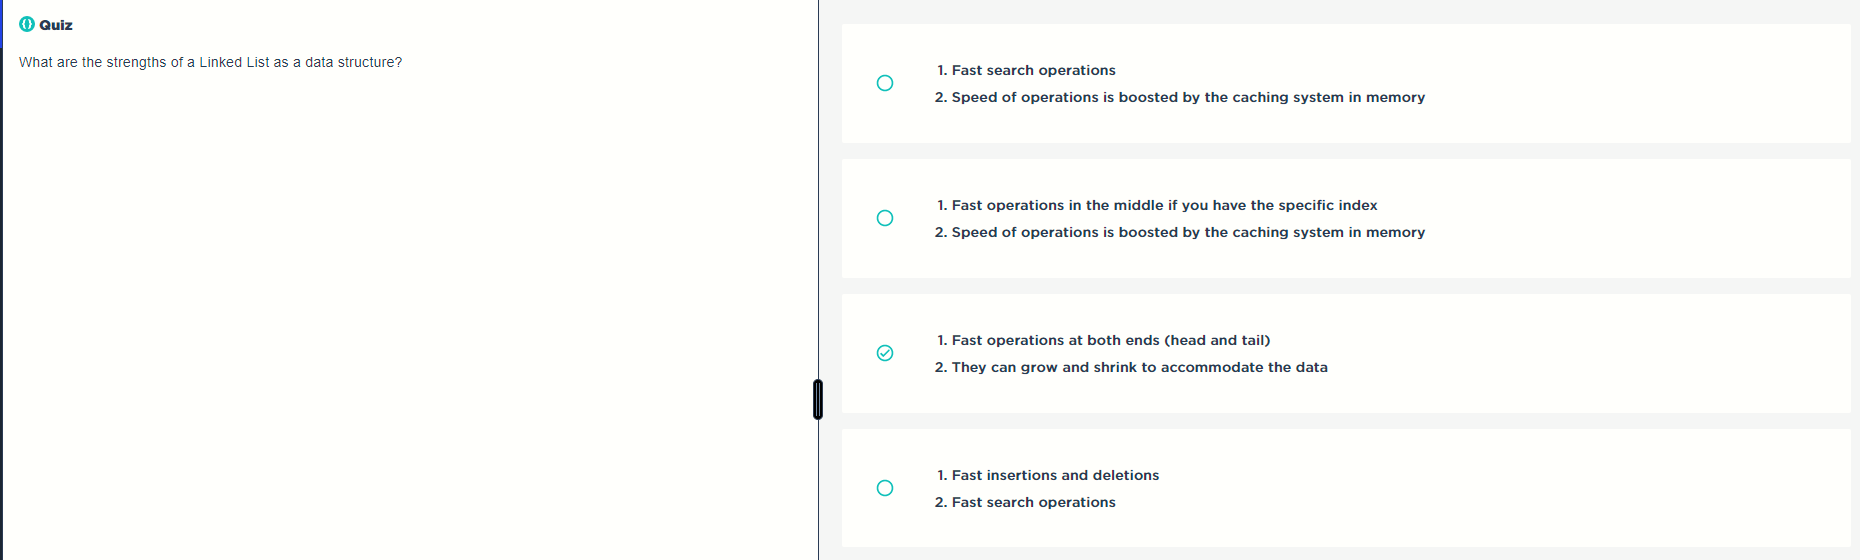 Quiz
What are the strengths of a Linked List as a data structure?
1. Fast search operations
2. Speed of operations is boosted by the caching system in memory
1. Fast operations in the middle if you have the specific index
2. Speed of operations is boosted by the caching system in memory
1. Fast operations at both ends (head and tail)
2. They can grow and shrink to accommodate the data
1. Fast insertions and deletions
2. Fast search operations